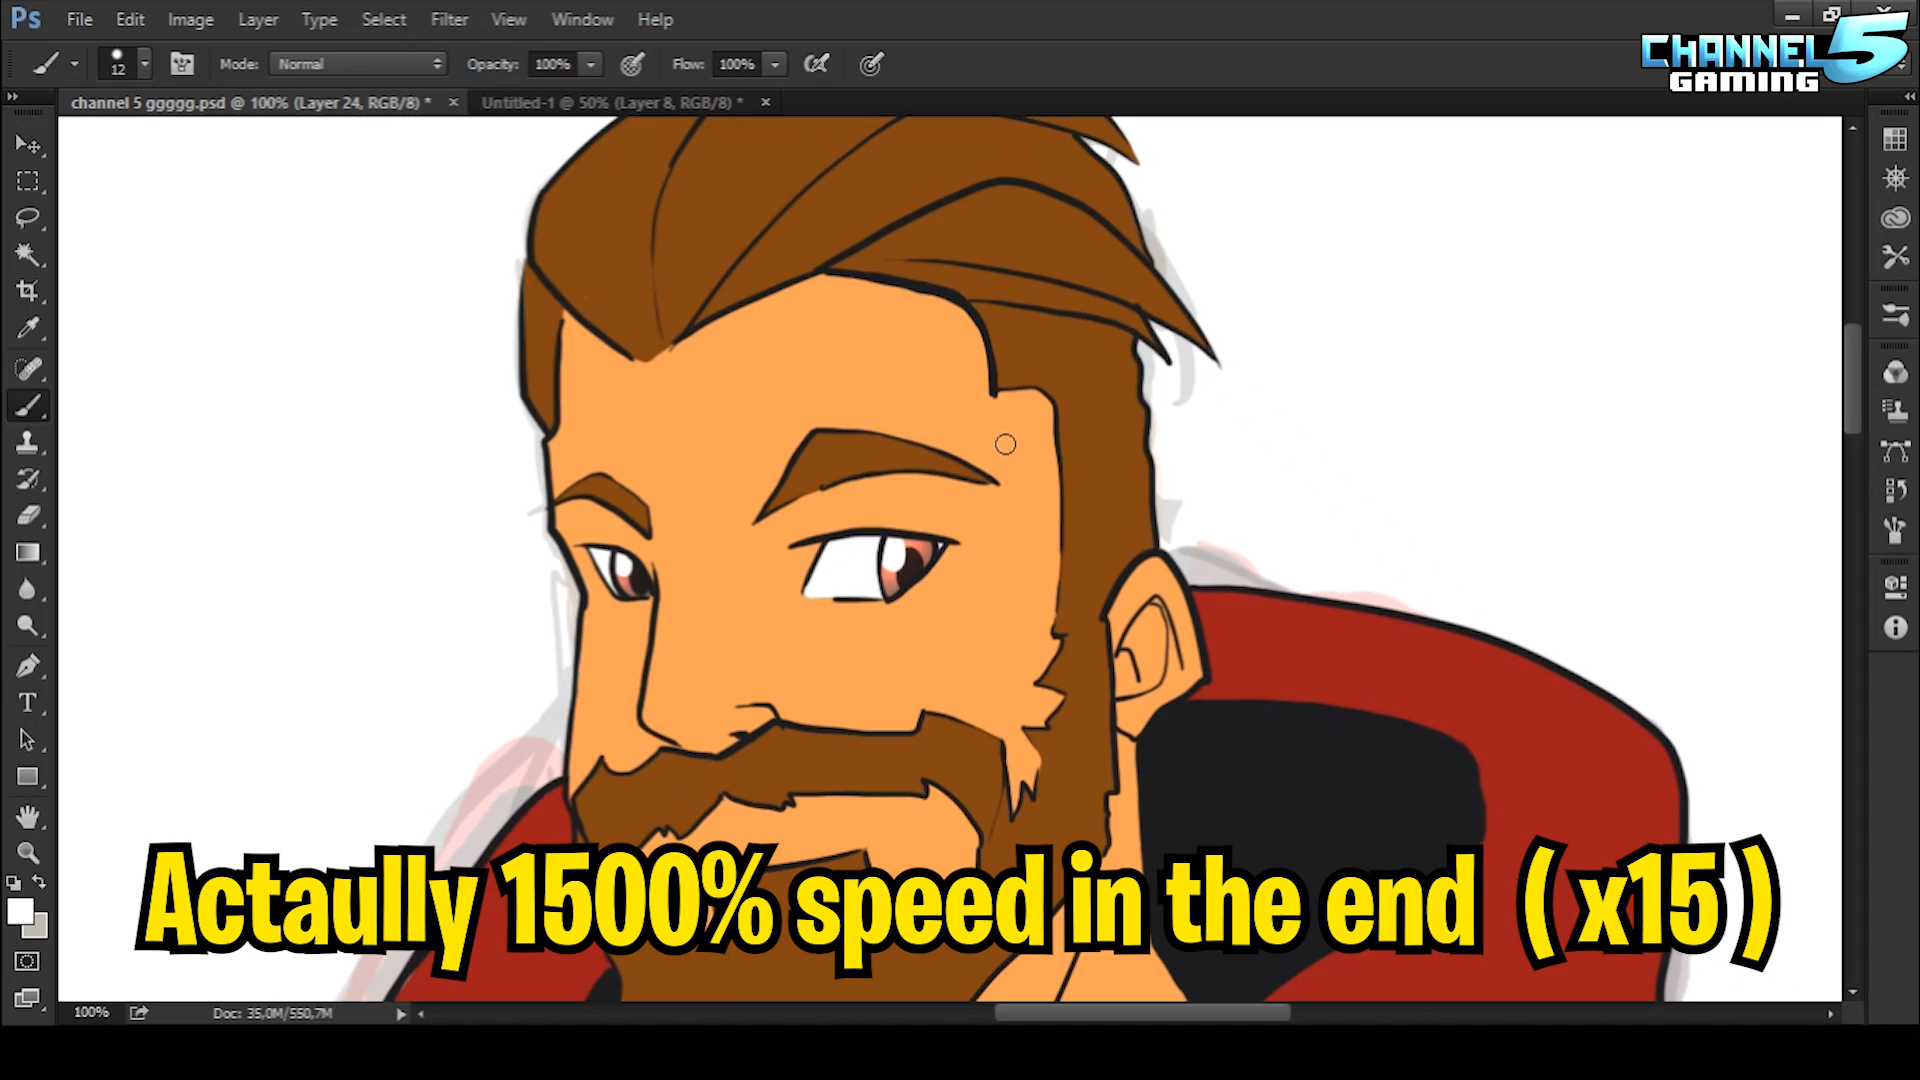 Ps File Edit Image Layer Type Select Filter View Window Help
12 Mode: Normal Opacity: 100% Flow: 100%
CHANNEL 5
GAMING
channel 5 ggggg.psd @ 100% (Layer 24, RGB/8) * × Untitled-1 @ 50% (Layer 8, RGB/8) * ×
Actaully 1500% speed in the end (x15)
100% Doc: 35,0M/550,7M